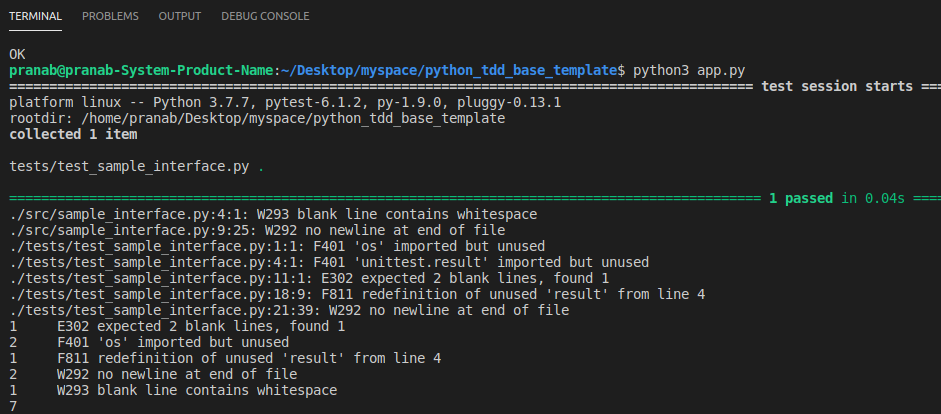 TERMINAL PROBLEMS OUTPUT DEBUG CONSOLE
OK
pranab@pranab-System-Product-Name:~/Desktop/myspace/python_tdd_base_template$ python3 app.py
=========================================================================================== test session starts ===
platform linux -- Python 3.7.7, pytest-6.1.2, py-1.9.0, pluggy-0.13.1
rootdir: /home/pranab/Desktop/myspace/python_tdd_base_template
collected 1 item
tests/test_sample_interface.py .
============================================================================================ 1 passed in 0.04s ====
./src/sample_interface.py:4:1: W293 blank line contains whitespace
./src/sample_interface.py:9:25: W292 no newline at end of file
./tests/test_sample_interface.py:1:1: F401 'os' imported but unused
./tests/test_sample_interface.py:4:1: F401 'unittest.result' imported but unused
./tests/test_sample_interface.py:11:1: E302 expected 2 blank lines, found 1
./tests/test_sample_interface.py:18:9: F811 redefinition of unused 'result' from line 4
./tests/test_sample_interface.py:21:39: W292 no newline at end of file
1     E302 expected 2 blank lines, found 1
2     F401 'os' imported but unused
1     F811 redefinition of unused 'result' from line 4
2     W292 no newline at end of file
1     W293 blank line contains whitespace
7